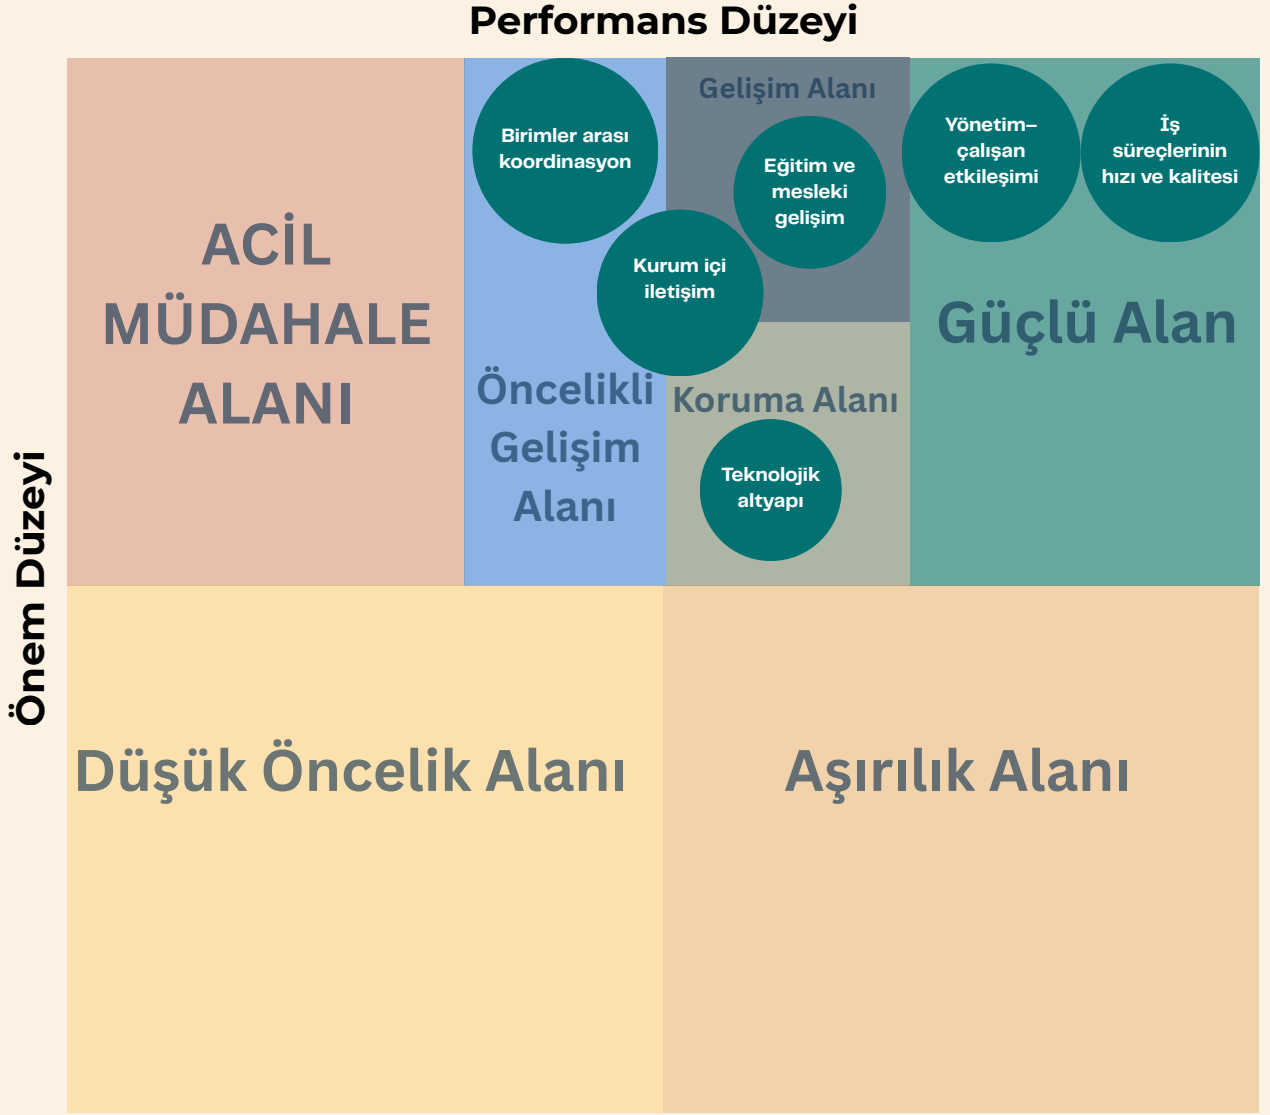 Performans Düzeyi
Önem Düzeyi
ACİL
MÜDAHALE
ALANI
Birimler arası
koordinasyon
Öncelikli
Gelişim
Alanı
Kurum içi
iletişim
Gelişim Alanı
Eğitim ve
mesleki
gelişim
Koruma Alanı
Teknolojik
altyapı
Yönetim–
çalışan
etkileşimi
İş
süreçlerinin
hızı ve kalitesi
Güçlü Alan
Düşük Öncelik Alanı
Aşırılık Alanı